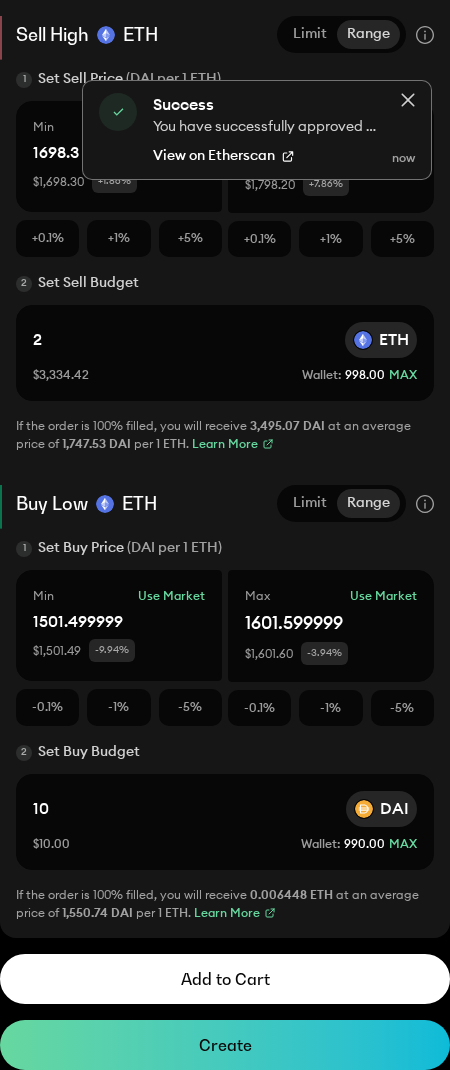 Sell High ETH Limit Range
1 Set Sell Price (DAI per 1 ETH)
Success
You have successfully approved ...
View on Etherscan
now
Min
1698.3
$1,698.30 +1.85%
$1,798.20 +7.86%
+0.1% +1% +5% +0.1% +1% +5%
2 Set Sell Budget
2 ETH
$3,334.42 Wallet: 998.00 MAX
If the order is 100% filled, you will receive 3,495.07 DAI at an average
price of 1,747.53 DAI per 1 ETH. Learn More
Buy Low ETH Limit Range
1 Set Buy Price (DAI per 1 ETH)
Min Use Market Max Use Market
1501.499999 1601.599999
$1,501.49 -9.94% $1,601.60 -3.94%
-0.1% -1% -5% -0.1% -1% -5%
2 Set Buy Budget
10 DAI
$10.00 Wallet: 990.00 MAX
If the order is 100% filled, you will receive 0.006448 ETH at an average
price of 1,550.74 DAI per 1 ETH. Learn More
Add to Cart
Create